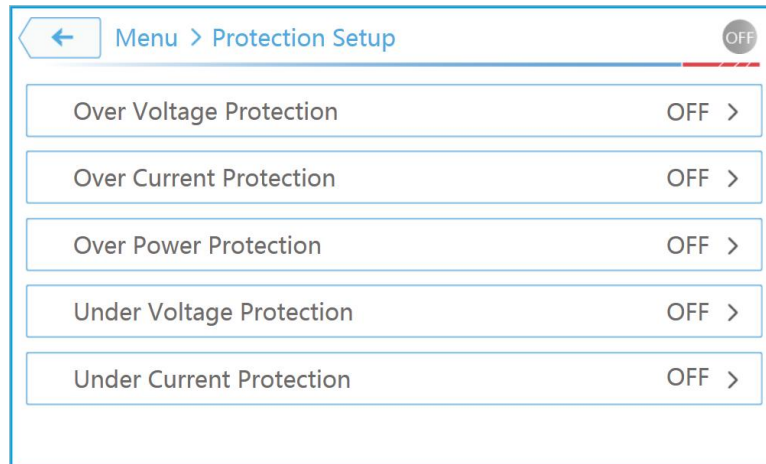 Menu > Protection Setup OFF
Over Voltage Protection OFF >
Over Current Protection OFF >
Over Power Protection OFF >
Under Voltage Protection OFF >
Under Current Protection OFF >